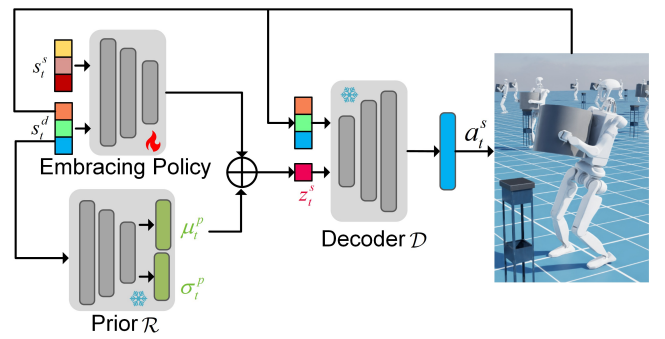 s_t^s
s_t^d
Embracing Policy
z_t^s
a_t^s
Decoder 𝒟
μ_t^p
σ_t^p
Prior ℛ